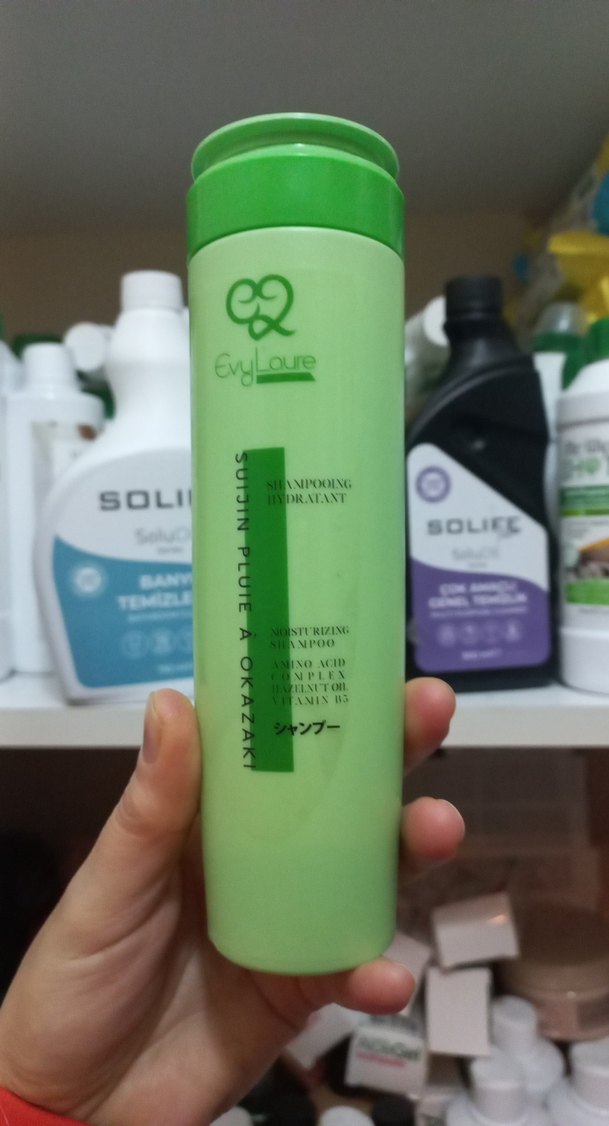 EvyLaure
SUIJIN PLUIE À OKAZAKI
SHAMPOOING
HYDRATANT
MOISTURIZING
SHAMPOO
AMINO ACID
COMPLEX
HAZELNUT OIL
VITAMIN B5
シャンプー
SOLIF
BANY
TEMİZLE
SOLIFE
ÇOK AMAÇLI
GENEL TEMİZLİK